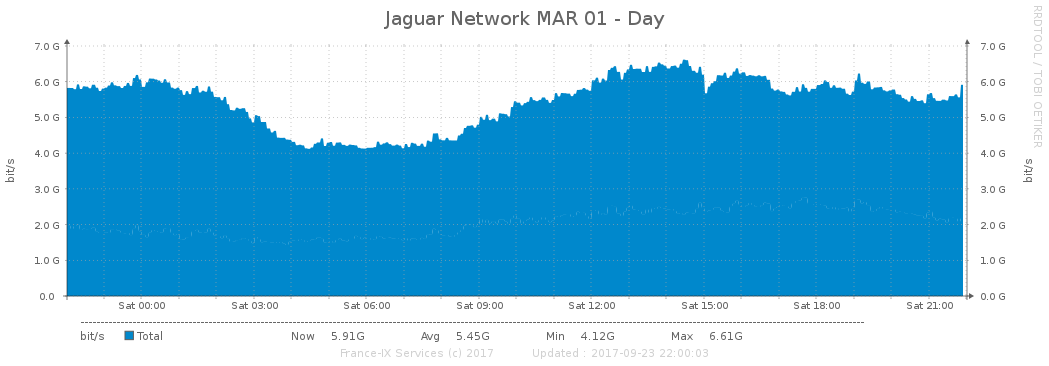 Jaguar Network MAR 01 - Day
RRDTOOL / TOBI OETIKER
7.0 G 7.0 G
6.0 G 6.0 G
5.0 G 5.0 G
4.0 G 4.0 G
3.0 G 3.0 G
2.0 G 2.0 G
1.0 G 1.0 G
0.0 0.0 G
bit/s bit/s
Sat 00:00 Sat 03:00 Sat 06:00 Sat 09:00 Sat 12:00 Sat 15:00 Sat 18:00 Sat 21:00
bit/s Total Now 5.91G Avg 5.45G Min 4.12G Max 6.61G
France-IX Services (c) 2017 Updated : 2017-09-23 22:00:03